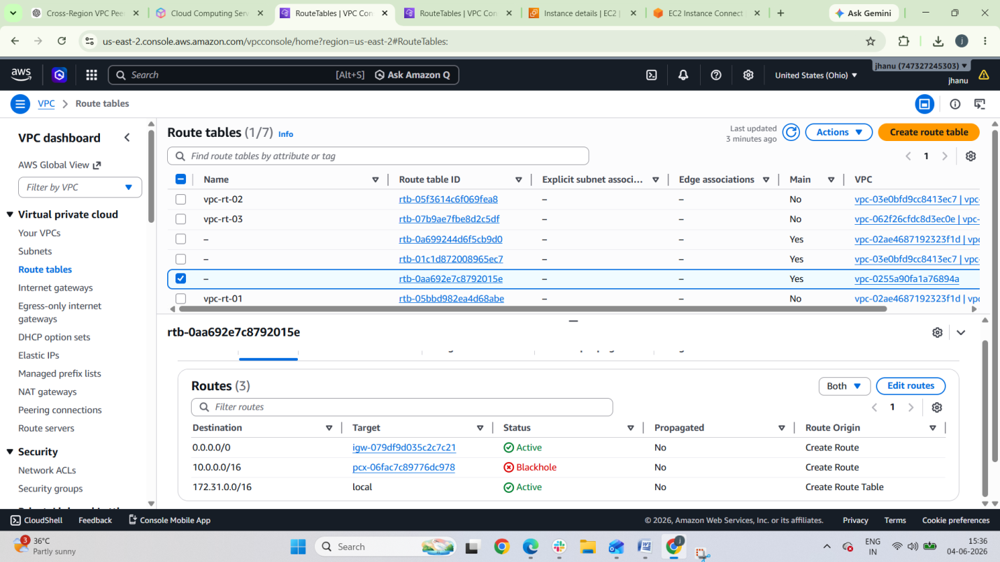 Cross-Region VPC Pee
Cloud Computing Serv
RouteTables | VPC Con
RouteTables | VPC Con
Instance details | EC2 |
EC2 Instance Connect
Ask Gemini
us-east-2.console.aws.amazon.com/vpcconsole/home?region=us-east-2#RouteTables:
j
aws
Search
[Alt+S]
Ask Amazon Q
United States (Ohio)
jhanu (747327245303)
jhanu
VPC
Route tables
VPC dashboard
AWS Global View
Filter by VPC
Virtual private cloud
Your VPCs
Subnets
Route tables
Internet gateways
Egress-only internet
gateways
DHCP option sets
Elastic IPs
Managed prefix lists
NAT gateways
Peering connections
Route servers
Security
Network ACLs
Security groups
Route tables (1/7) Info
Last updated
3 minutes ago
Actions
Create route table
Find route tables by attribute or tag
1
Name Route table ID Explicit subnet associ... Edge associations Main VPC
vpc-rt-02 rtb-05f3614c6f069fea8 – – No vpc-03e0bfd9cc8413ec7 | vpc-
vpc-rt-03 rtb-07b9ae7fbe8d2c5df – – No vpc-062f26cfdc8d3ec0e | vpc-
– rtb-0a699244d6f5cb9d0 – – Yes vpc-02ae4687192323f1d | vpc
– rtb-01c1d872008965ec7 – – Yes vpc-03e0bfd9cc8413ec7 | vpc-
– rtb-0aa692e7c8792015e – – Yes vpc-0255a90fa1a76894a
vpc-rt-01 rtb-05bbd982ea4d68abe – – No vpc-02ae4687192323f1d | vpc
rtb-0aa692e7c8792015e
Routes (3)
Both
Edit routes
Filter routes
1
Destination Target Status Propagated Route Origin
0.0.0.0/0 igw-079df9d035c2c7c21 Active No Create Route
10.0.0.0/16 pcx-06fac7c89776dc978 Blackhole No Create Route
172.31.0.0/16 local Active No Create Route Table
CloudShell
Feedback
Console Mobile App
© 2026, Amazon Web Services, Inc. or its affiliates.
Privacy
Terms
Cookie preferences
3
36°C
Partly sunny
Search
j
ENG
IN
15:36
04-06-2026